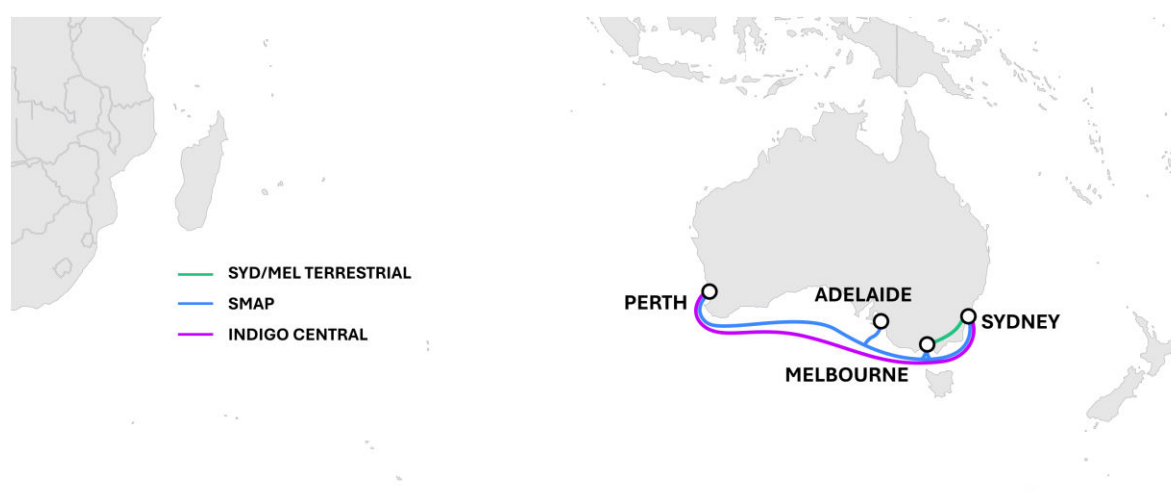 SYD/MEL TERRESTRIAL
SMAP
INDIGO CENTRAL
PERTH
ADELAIDE
SYDNEY
MELBOURNE